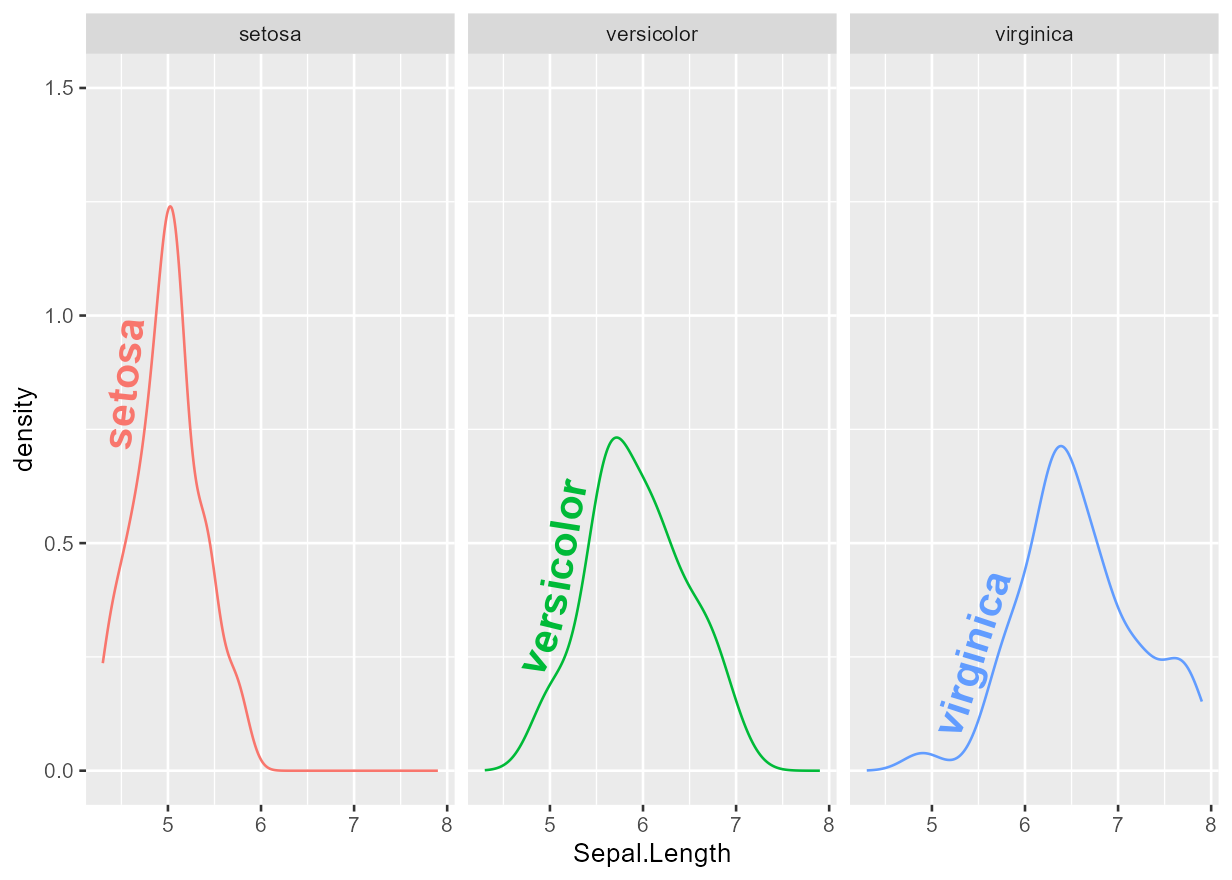 setosa
versicolor
virginica
1.5
1.0
0.5
0.0
density
setosa
versicolor
virginica
5 6 7 8
5 6 7 8
5 6 7 8
Sepal.Length